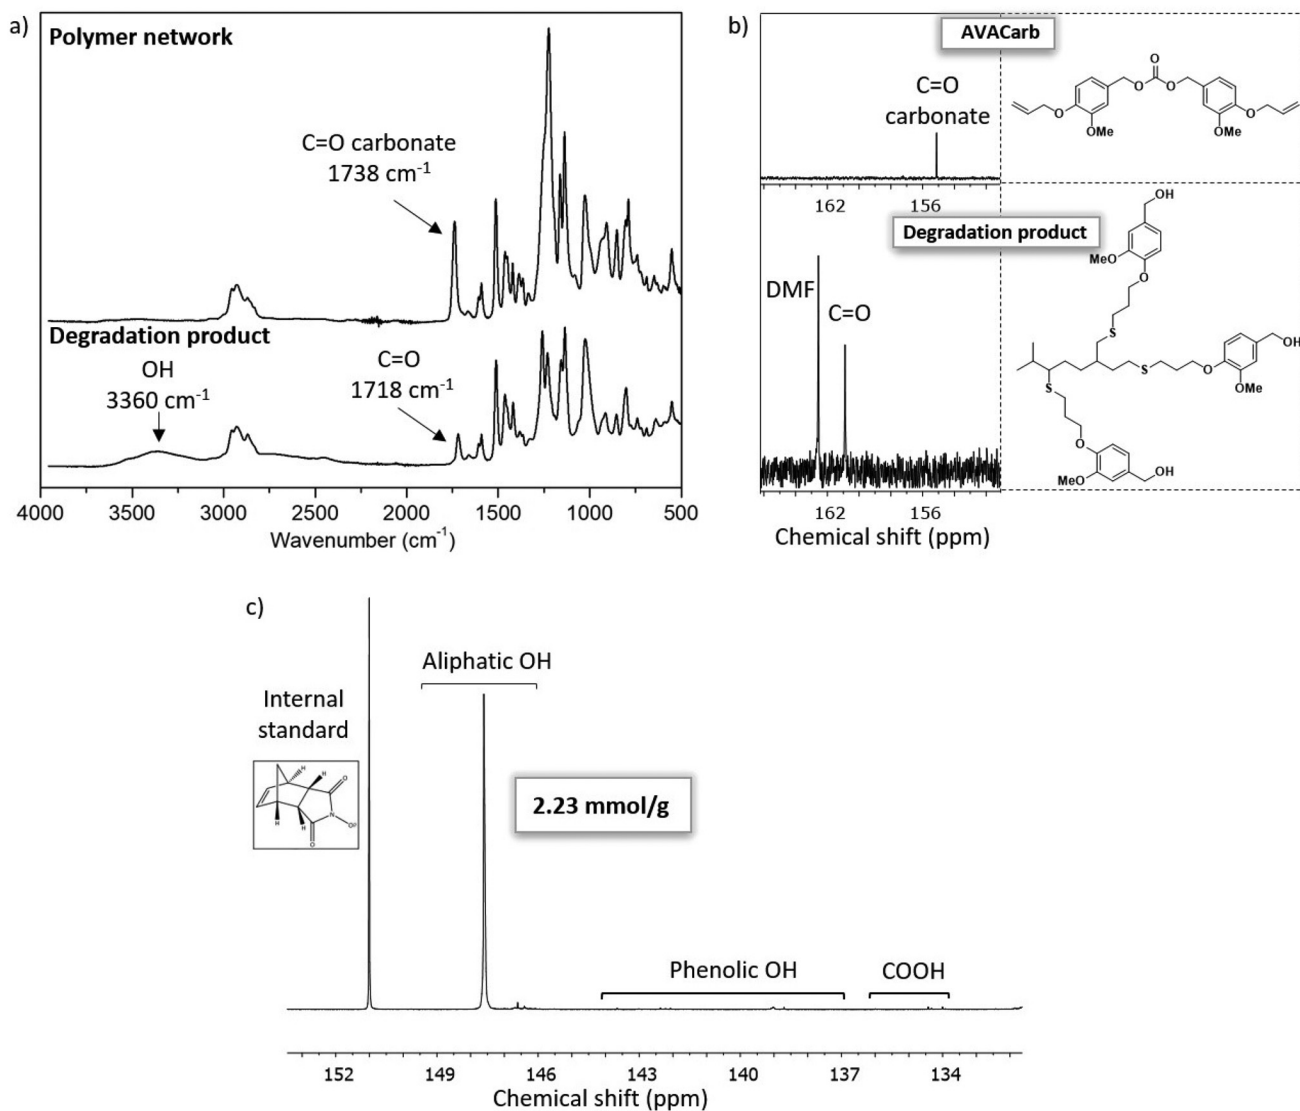 a)
Polymer network
C=O carbonate
1738 cm-1
Degradation product
OH
3360 cm-1
C=O
1718 cm-1
4000 3500 3000 2500 2000 1500 1000 500
Wavenumber (cm-1)
b)
AVACarb
C=O
carbonate
O
O O
O O
OMe OMe
162 156
Degradation product
DMF
C=O
OH
MeO
O
S
OH
S O
OMe
S
O
MeO OH
162 156
Chemical shift (ppm)
c)
Internal
standard
H H O
N
H H O
Aliphatic OH
2.23 mmol/g
Phenolic OH
COOH
152 149 146 143 140 137 134
Chemical shift (ppm)